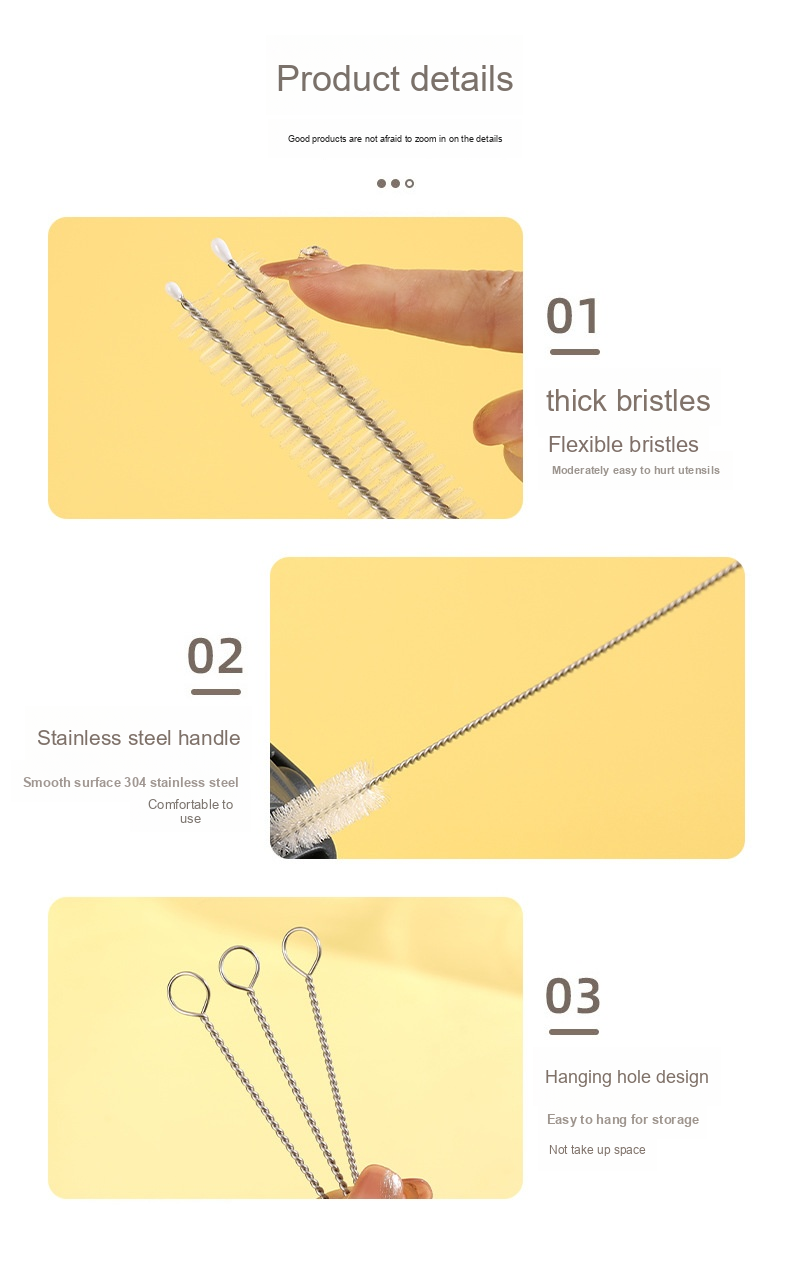 Product details
Good products are not afraid to zoom in on the details
01
thick bristles
Flexible bristles
Moderately easy to hurt utensils
02
Stainless steel handle
Smooth surface 304 stainless steel
Comfortable to
use
03
Hanging hole design
Easy to hang for storage
Not take up space